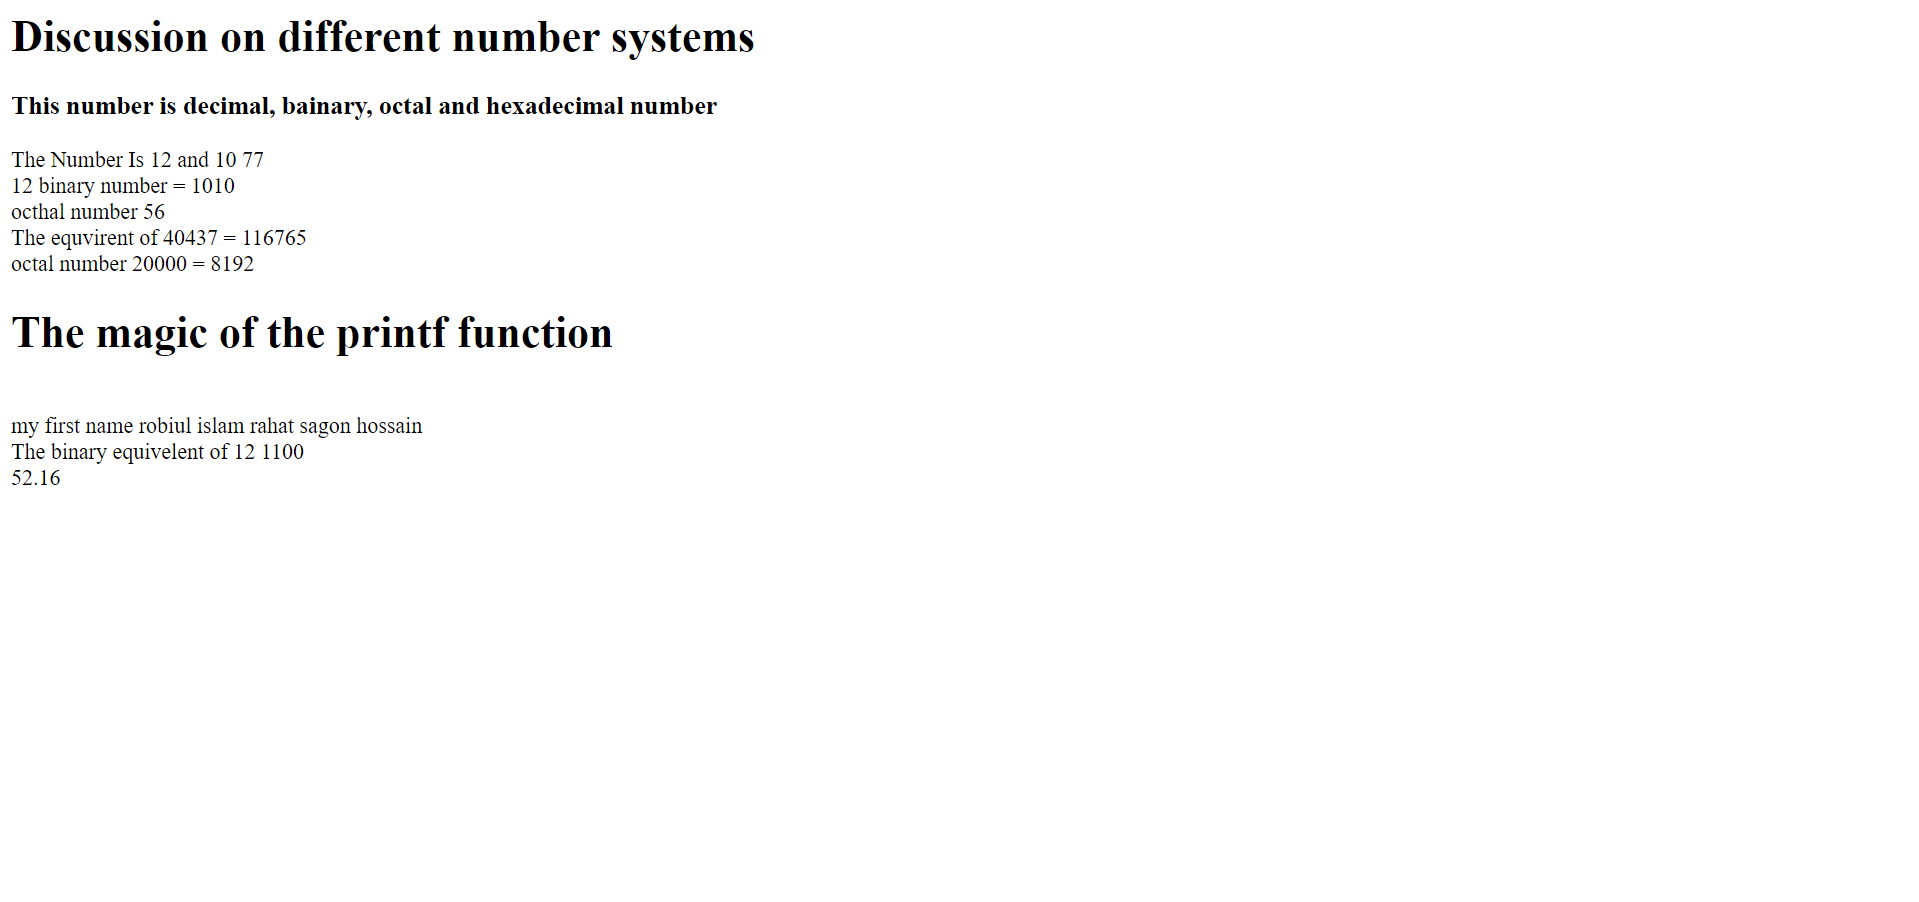 Discussion on different number systems
This number is decimal, bainary, octal and hexadecimal number
The Number Is 12 and 10 77
12 binary number = 1010
octhal number 56
The equvirent of 40437 = 116765
octal number 20000 = 8192
The magic of the printf function
my first name robiul islam rahat sagon hossain
The binary equivelent of 12 1100
52.16